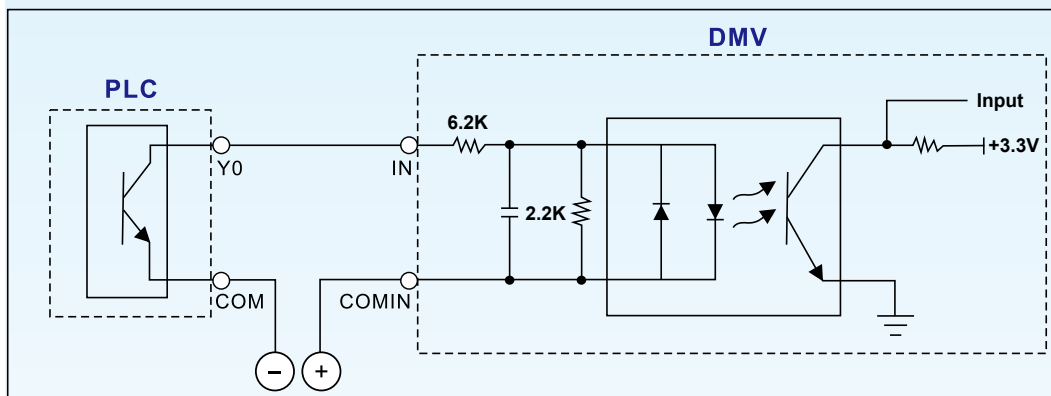 DMV
PLC
Input
6.2K
+3.3V
Y0
IN
2.2K
COM
COMIN
− +